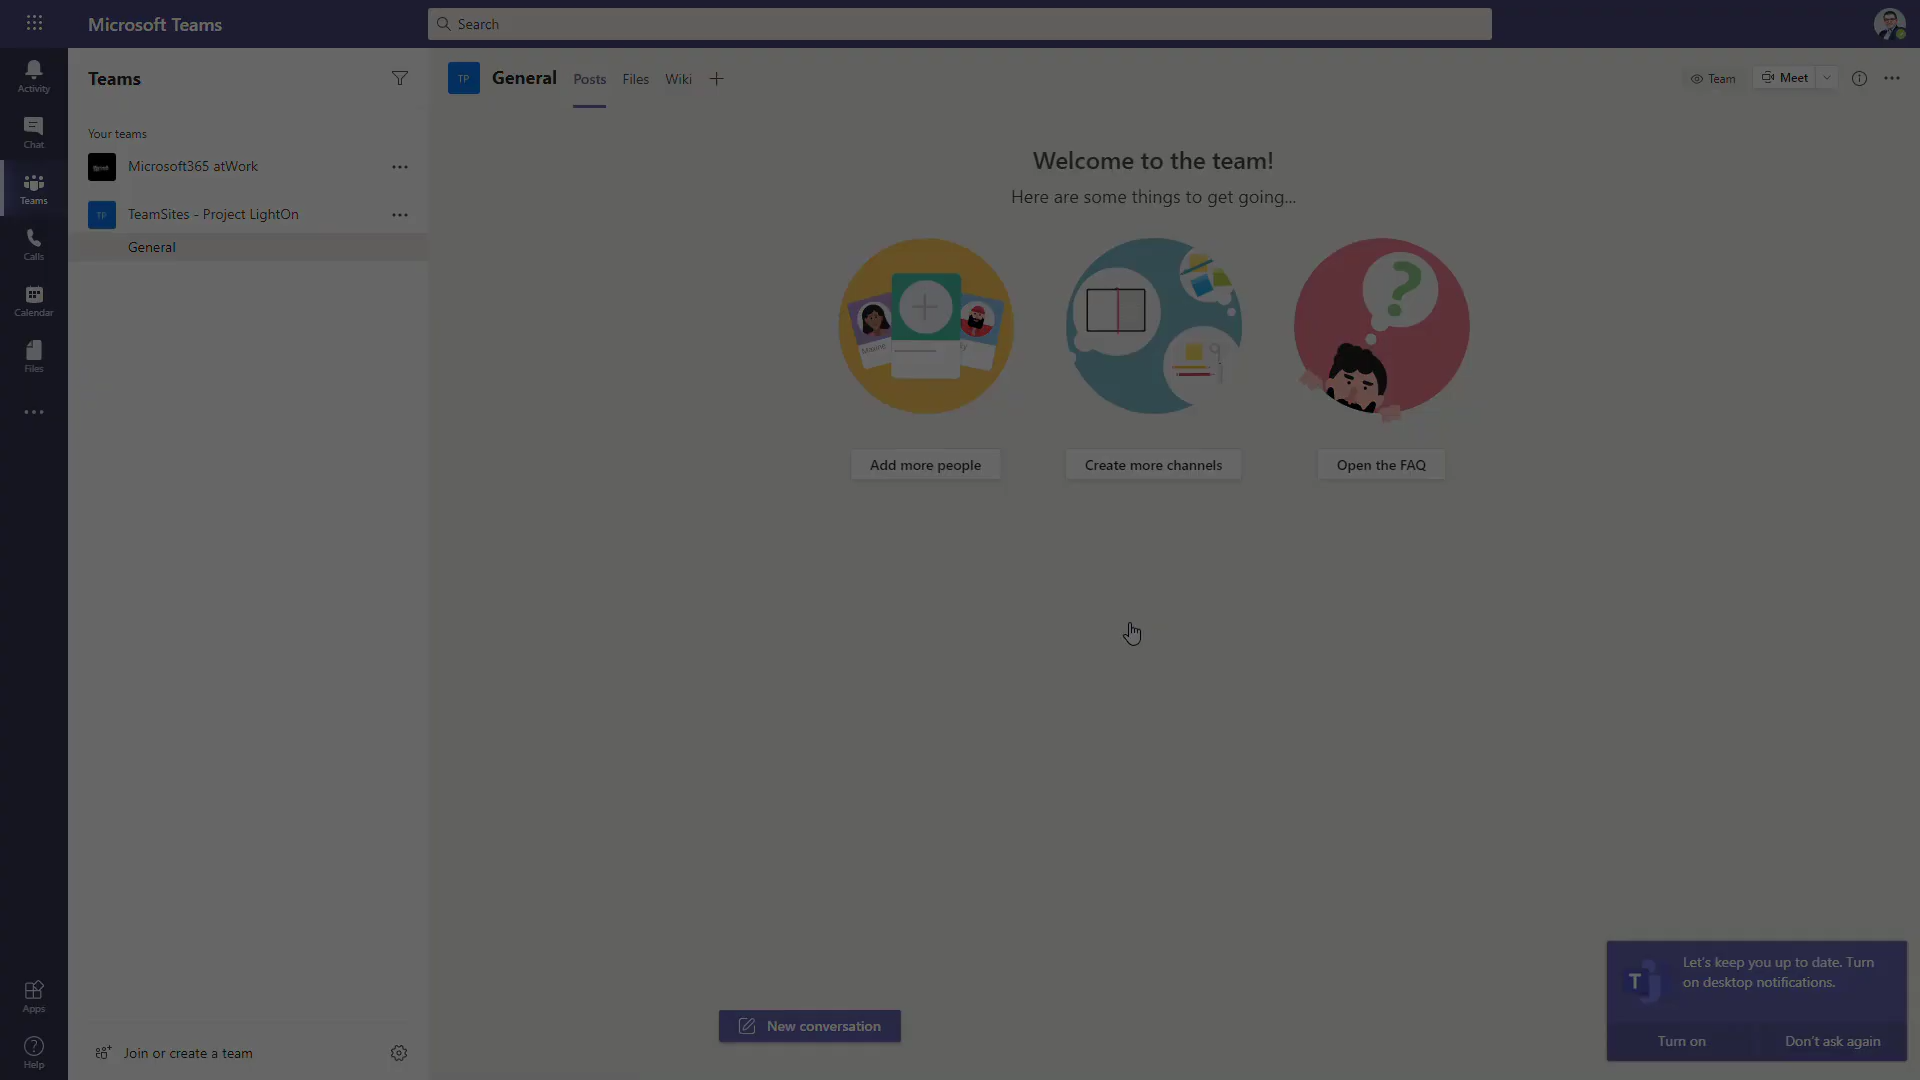 Microsoft Teams
Search
Activity
Chat
Teams
Calls
Calendar
Files
Apps
Help
Teams
Your teams
Microsoft365 atWork
TP
TeamSites - Project LightOn
General
Join or create a team
TP
General
Posts
Files
Wiki
Team
Meet
Welcome to the team!
Here are some things to get going...
Maxine
Add more people
Create more channels
Open the FAQ
New conversation
T
Let's keep you up to date. Turn
on desktop notifications.
Turn on
Don't ask again